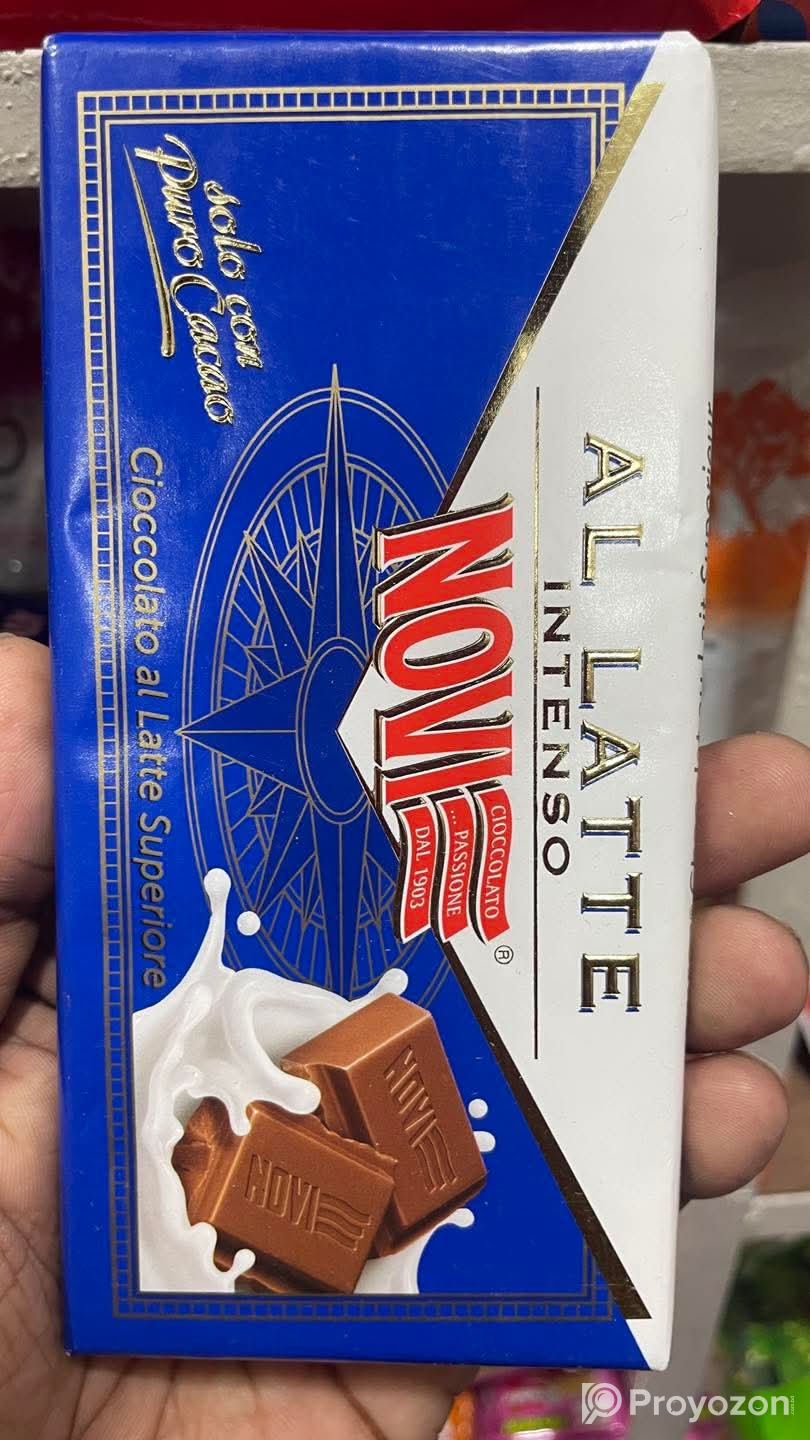 AL LATTE
INTENSO
NOVI
CIOCCOLATO
... PASSIONE
DAL 1903
®
solo con
Puro Cacao
Cioccolato al Latte Superiore
NOVI
NOVI
Proyozon